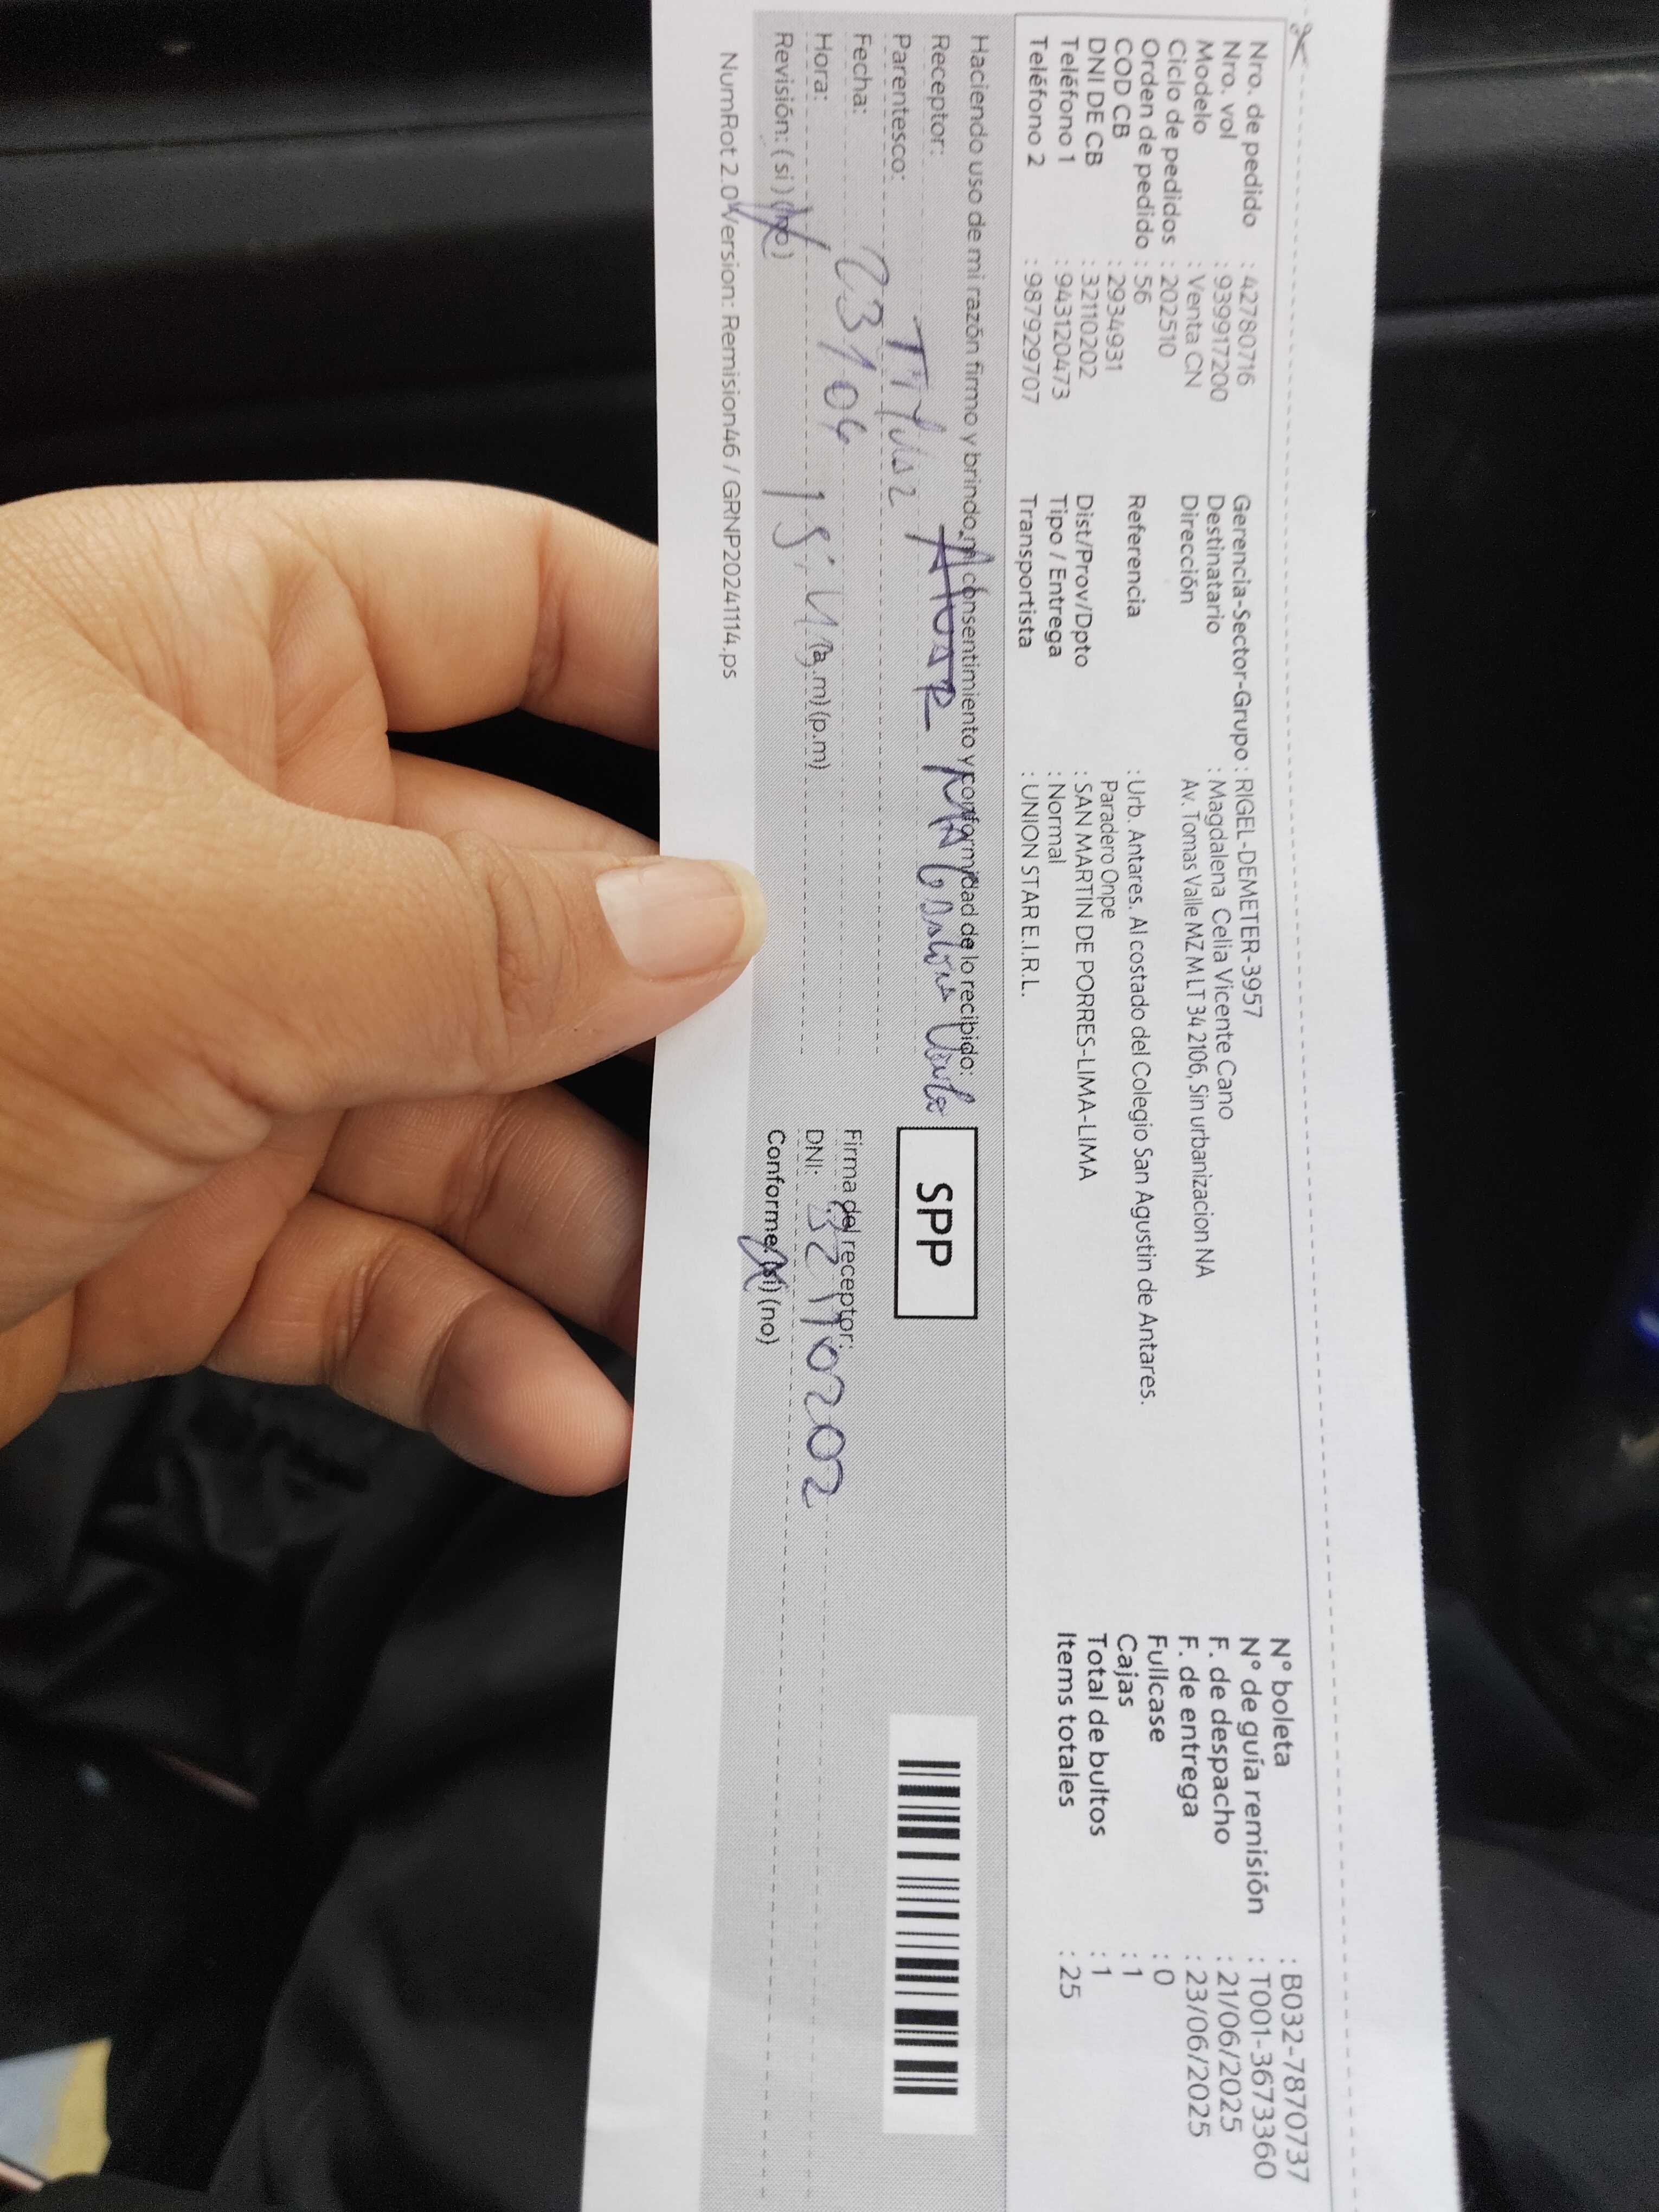 Nro. de pedido : 42780716
Nro. vol : 939917200
Modelo : Venta CN
Ciclo de pedidos : 202510
Orden de pedido : 56
COD CB : 2934931
DNI DE CB : 32110202
Teléfono 1 : 943120473
Teléfono 2 : 987929707
Gerencia-Sector-Grupo : RIGEL-DEMETER-3957
Destinatario : Magdalena Celia Vicente Cano
Dirección Av. Tomas Valle MZ M LT 34 2106, Sin urbanizacion NA
Referencia : Urb. Antares. Al costado del Colegio San Agustin de Antares.
Paradero Onpe
Dist/Prov/Dpto : SAN MARTIN DE PORRES-LIMA-LIMA
Tipo / Entrega : Normal
Transportista : UNION STAR E.I.R.L.
N° boleta : B032-7870737
N° de guía remisión : T001-3673360
F. de despacho : 21/06/2025
F. de entrega : 23/06/2025
Fullcase : 0
Cajas : 1
Total de bultos : 1
Items totales : 25
Haciendo uso de mi razón firmo y brindo mi consentimiento y conformidad de lo recibido:
Receptor:
Parentesco: Titular
Fecha: 23/06
Hora: (a.m) (p.m)
Revisión: (si) (no)
SPP
Firma del receptor:
DNI: 32110202
Conforme: (si) (no)
NumRot 2.0 Version: Remision46 / GRNP20241114.ps